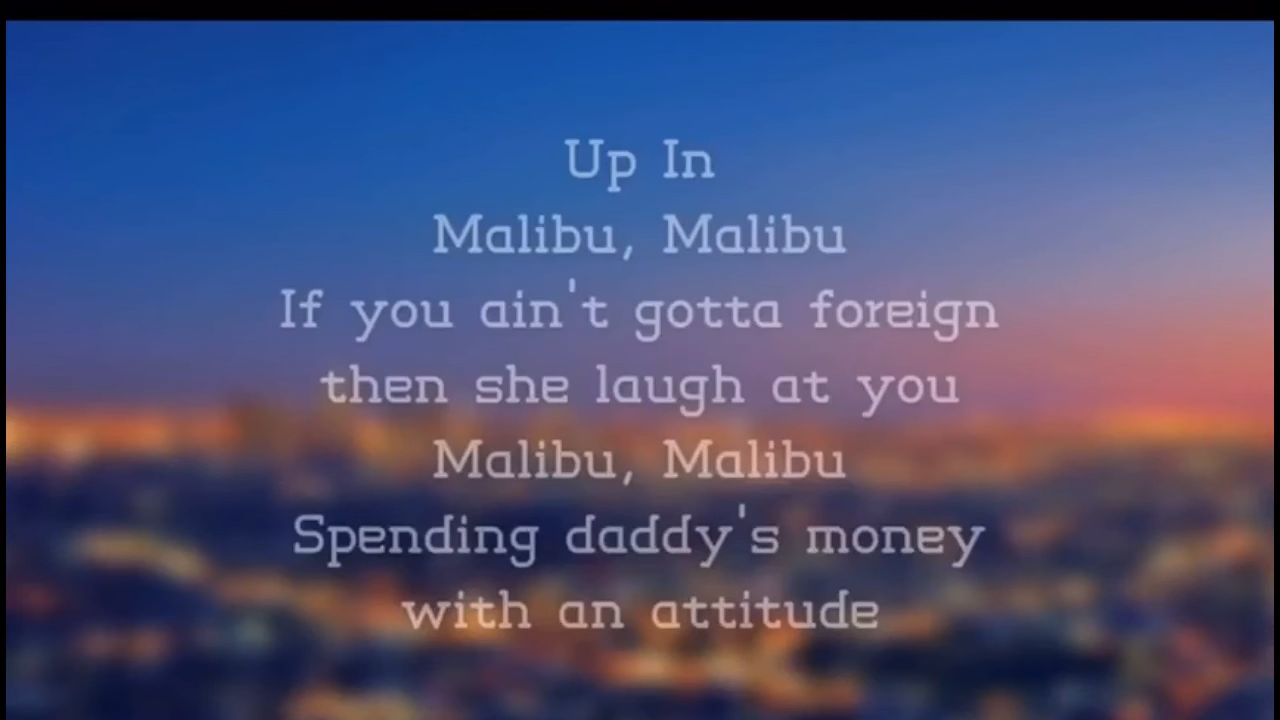 Up In
Malibu, Malibu
If you ain't gotta foreign
then she laugh at you
Malibu, Malibu
Spending daddy's money
with an attitude